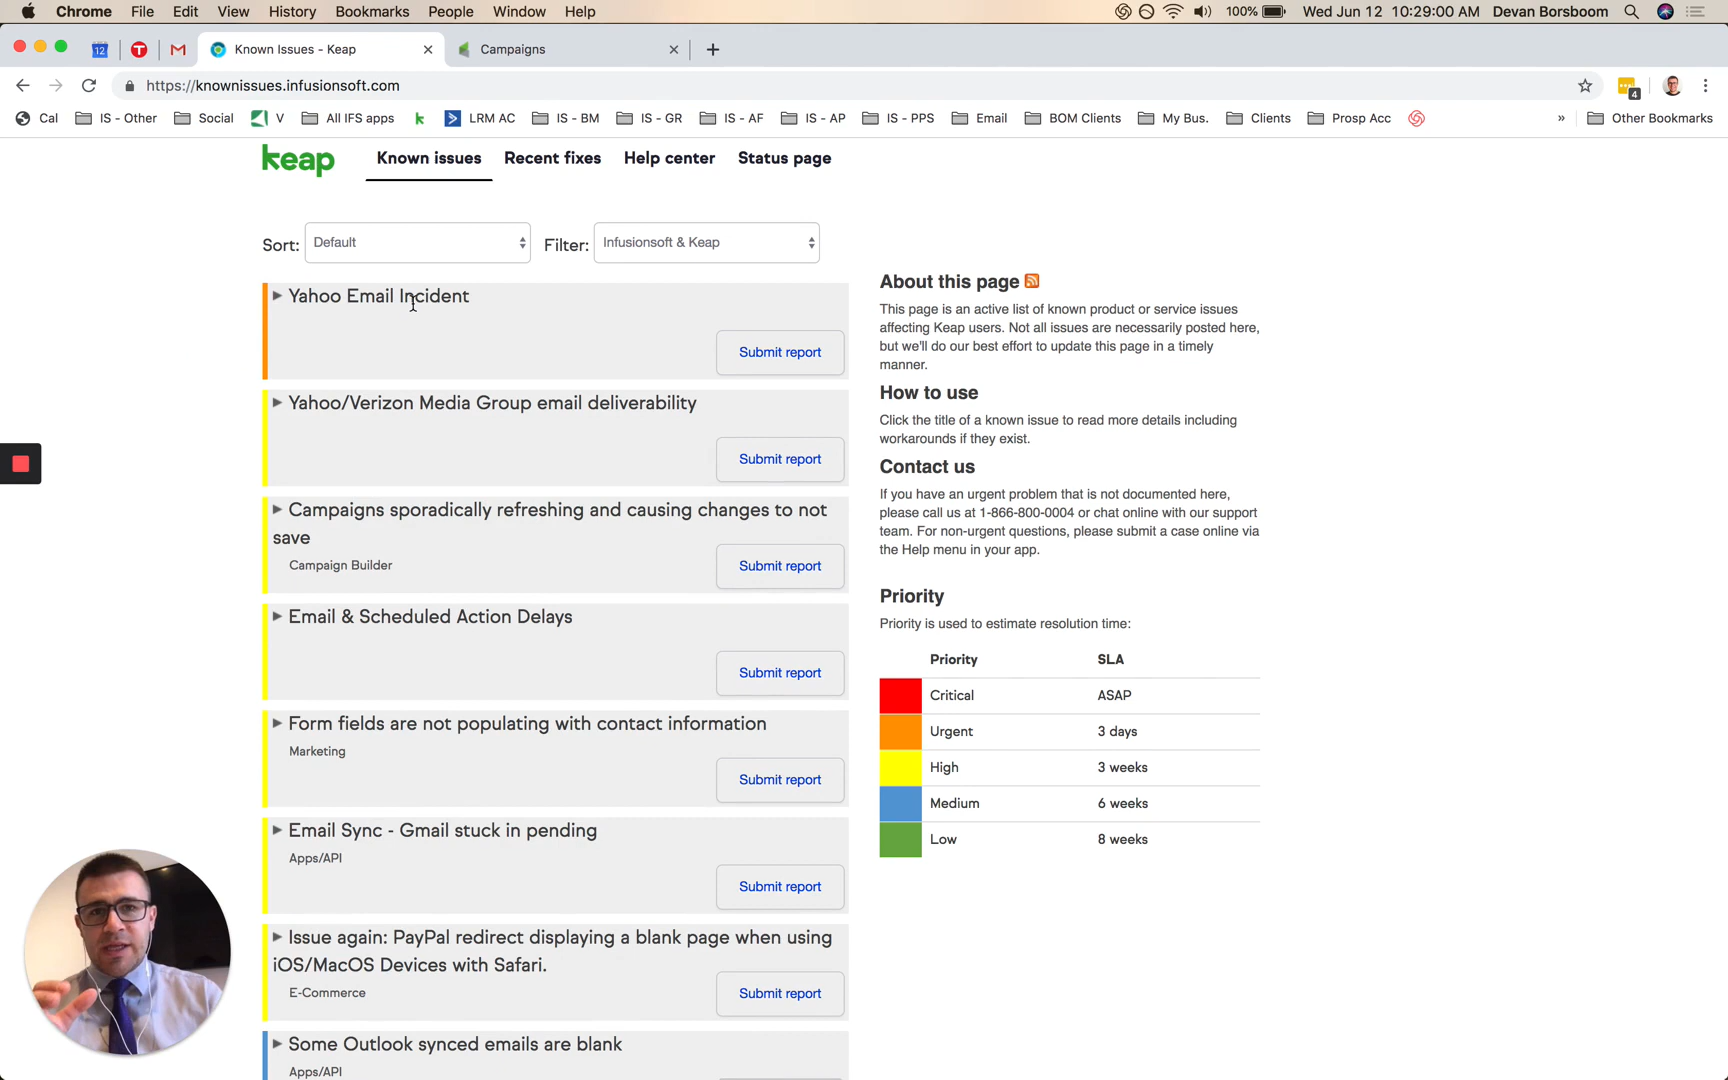 Chrome File Edit View History Bookmarks People Window Help 100% Wed Jun 12 10:29:00 AM Devan Borsboom
12 Known Issues - Keap Campaigns
https://knownissues.infusionsoft.com 4
Cal IS - Other Social V All IFS apps k LRM AC IS - BM IS - GR IS - AF IS - AP IS - PPS Email BOM Clients My Bus. Clients Prosp Acc » Other Bookmarks
keap Known issues Recent fixes Help center Status page
Sort: Default Filter: Infusionsoft & Keap
Yahoo Email Incident
Submit report
Yahoo/Verizon Media Group email deliverability
Submit report
Campaigns sporadically refreshing and causing changes to not
save
Campaign Builder
Submit report
Email & Scheduled Action Delays
Submit report
Form fields are not populating with contact information
Marketing
Submit report
Email Sync - Gmail stuck in pending
Apps/API
Submit report
Issue again: PayPal redirect displaying a blank page when using
iOS/MacOS Devices with Safari.
E-Commerce
Submit report
Some Outlook synced emails are blank
Apps/API
About this page
This page is an active list of known product or service issues
affecting Keap users. Not all issues are necessarily posted here,
but we'll do our best effort to update this page in a timely
manner.
How to use
Click the title of a known issue to read more details including
workarounds if they exist.
Contact us
If you have an urgent problem that is not documented here,
please call us at 1-866-800-0004 or chat online with our support
team. For non-urgent questions, please submit a case online via
the Help menu in your app.
Priority
Priority is used to estimate resolution time:
Priority SLA
Critical ASAP
Urgent 3 days
High 3 weeks
Medium 6 weeks
Low 8 weeks